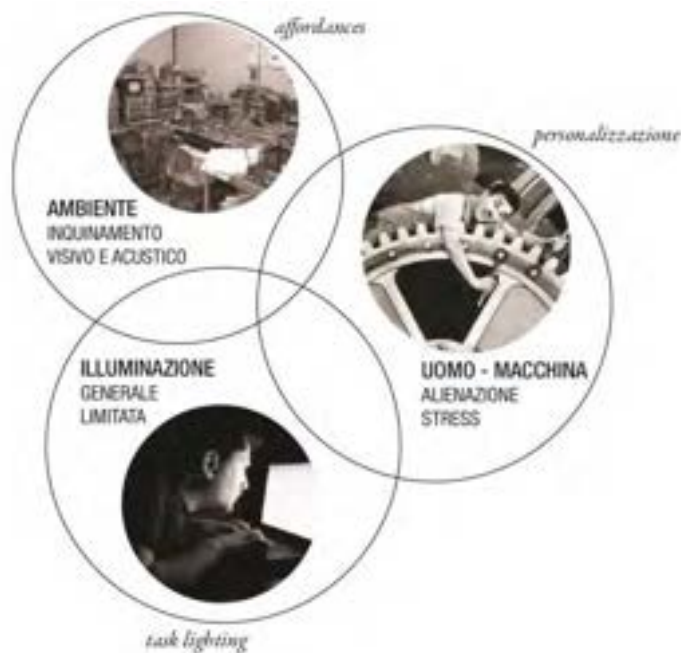 affordances
personalizzazione
AMBIENTE
INQUINAMENTO
VISIVO E ACUSTICO
ILLUMINAZIONE
GENERALE
LIMITATA
UOMO - MACCHINA
ALIENAZIONE
STRESS
task lighting